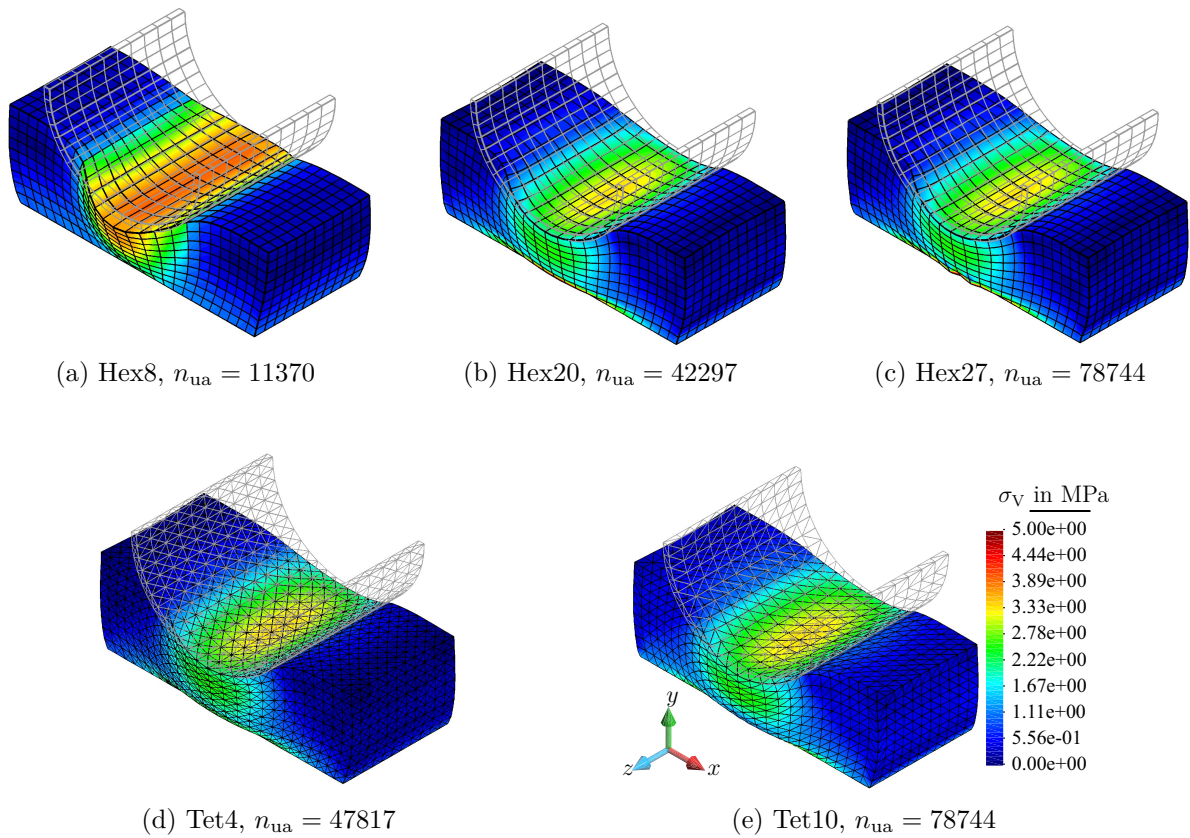 (a) Hex8, n_ua = 11370
(b) Hex20, n_ua = 42297
(c) Hex27, n_ua = 78744
σ_V in MPa
5.00e+00
4.44e+00
3.89e+00
3.33e+00
2.78e+00
2.22e+00
1.67e+00
1.11e+00
5.56e-01
0.00e+00
y
z
x
(d) Tet4, n_ua = 47817
(e) Tet10, n_ua = 78744